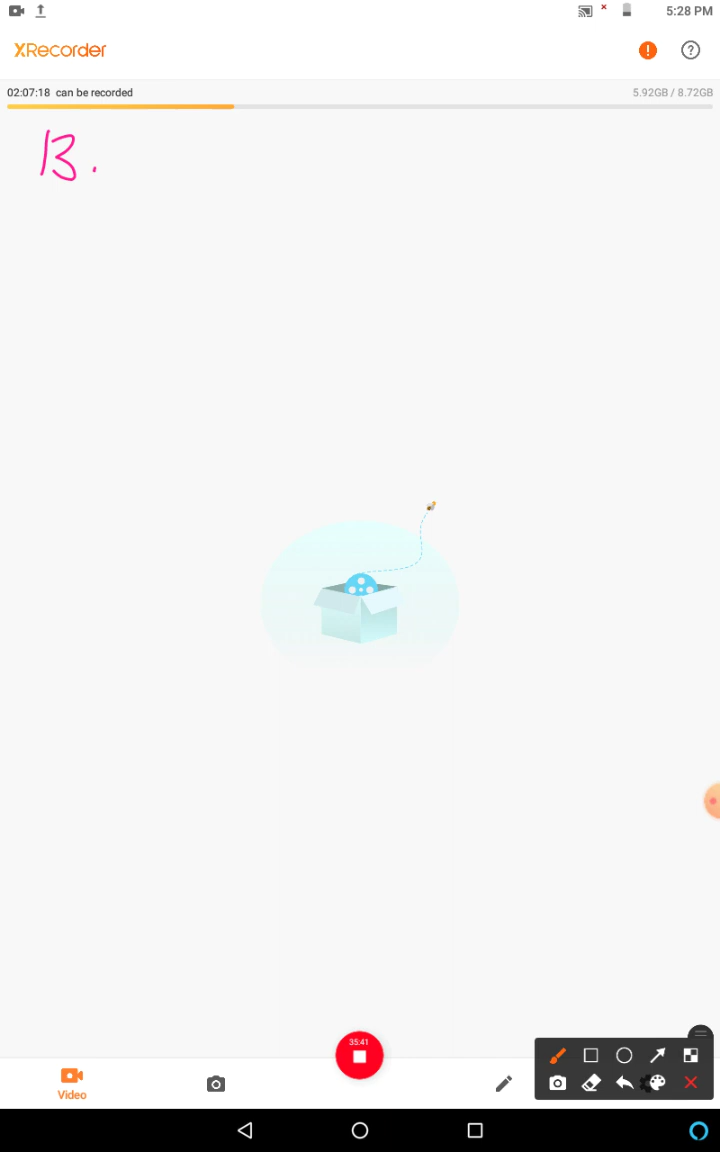 5:28 PM
XRecorder
02:07:18 can be recorded
5.92GB / 8.72GB
13.
35:41
Video